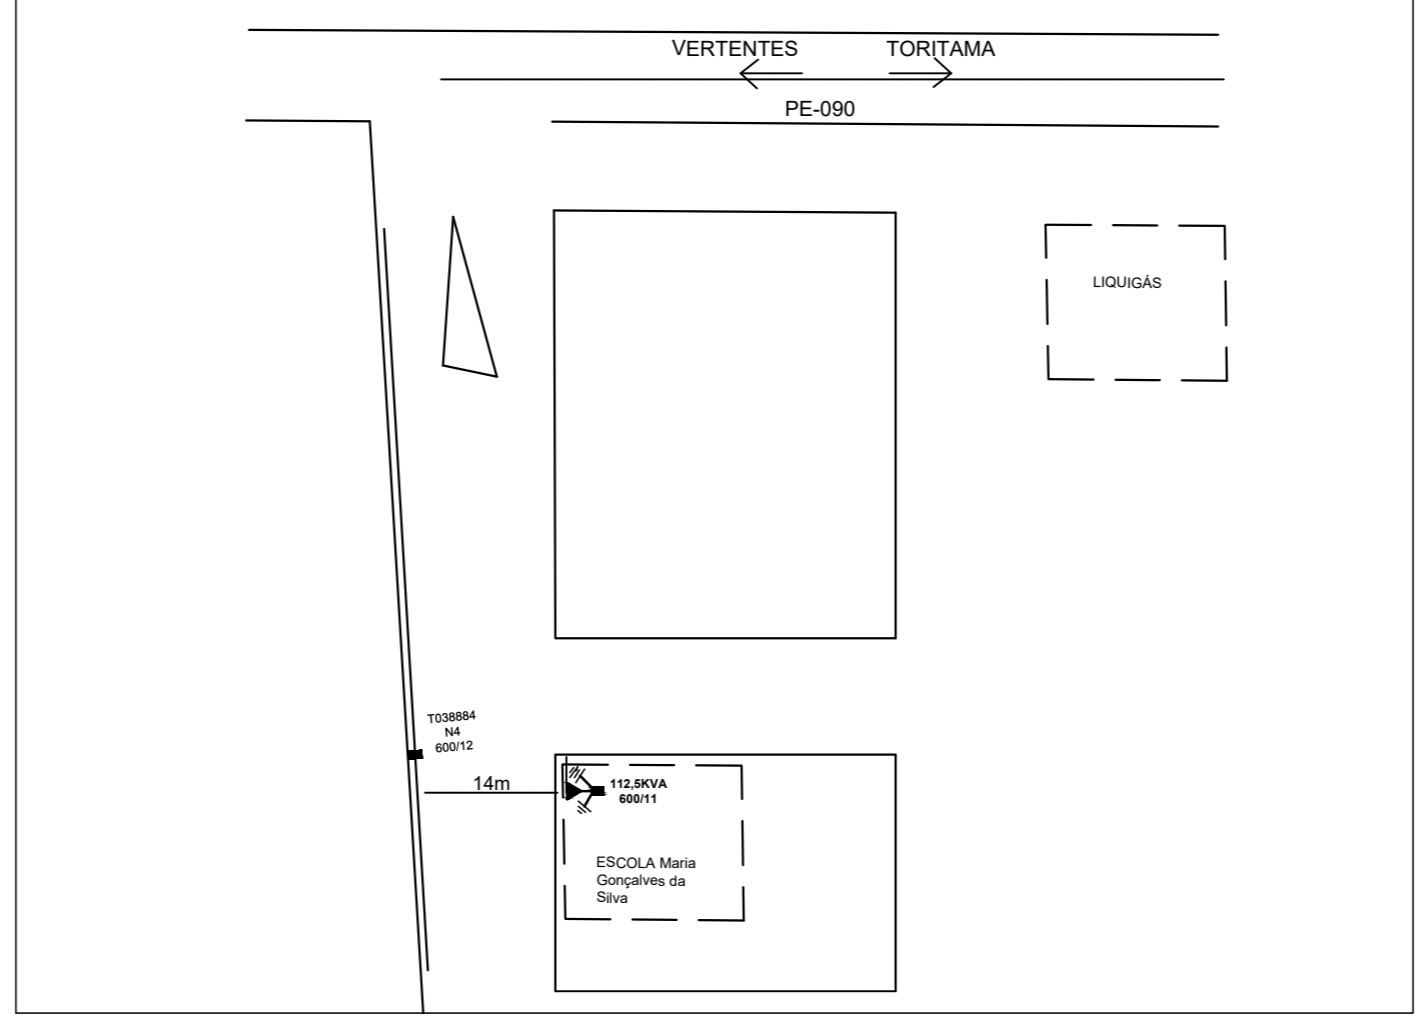 VERTENTES
TORITAMA
PE-090
LIQUIGÁS
T038884
N4
600/12
14m
112,5KVA
600/11
ESCOLA Maria
Gonçalves da
Silva